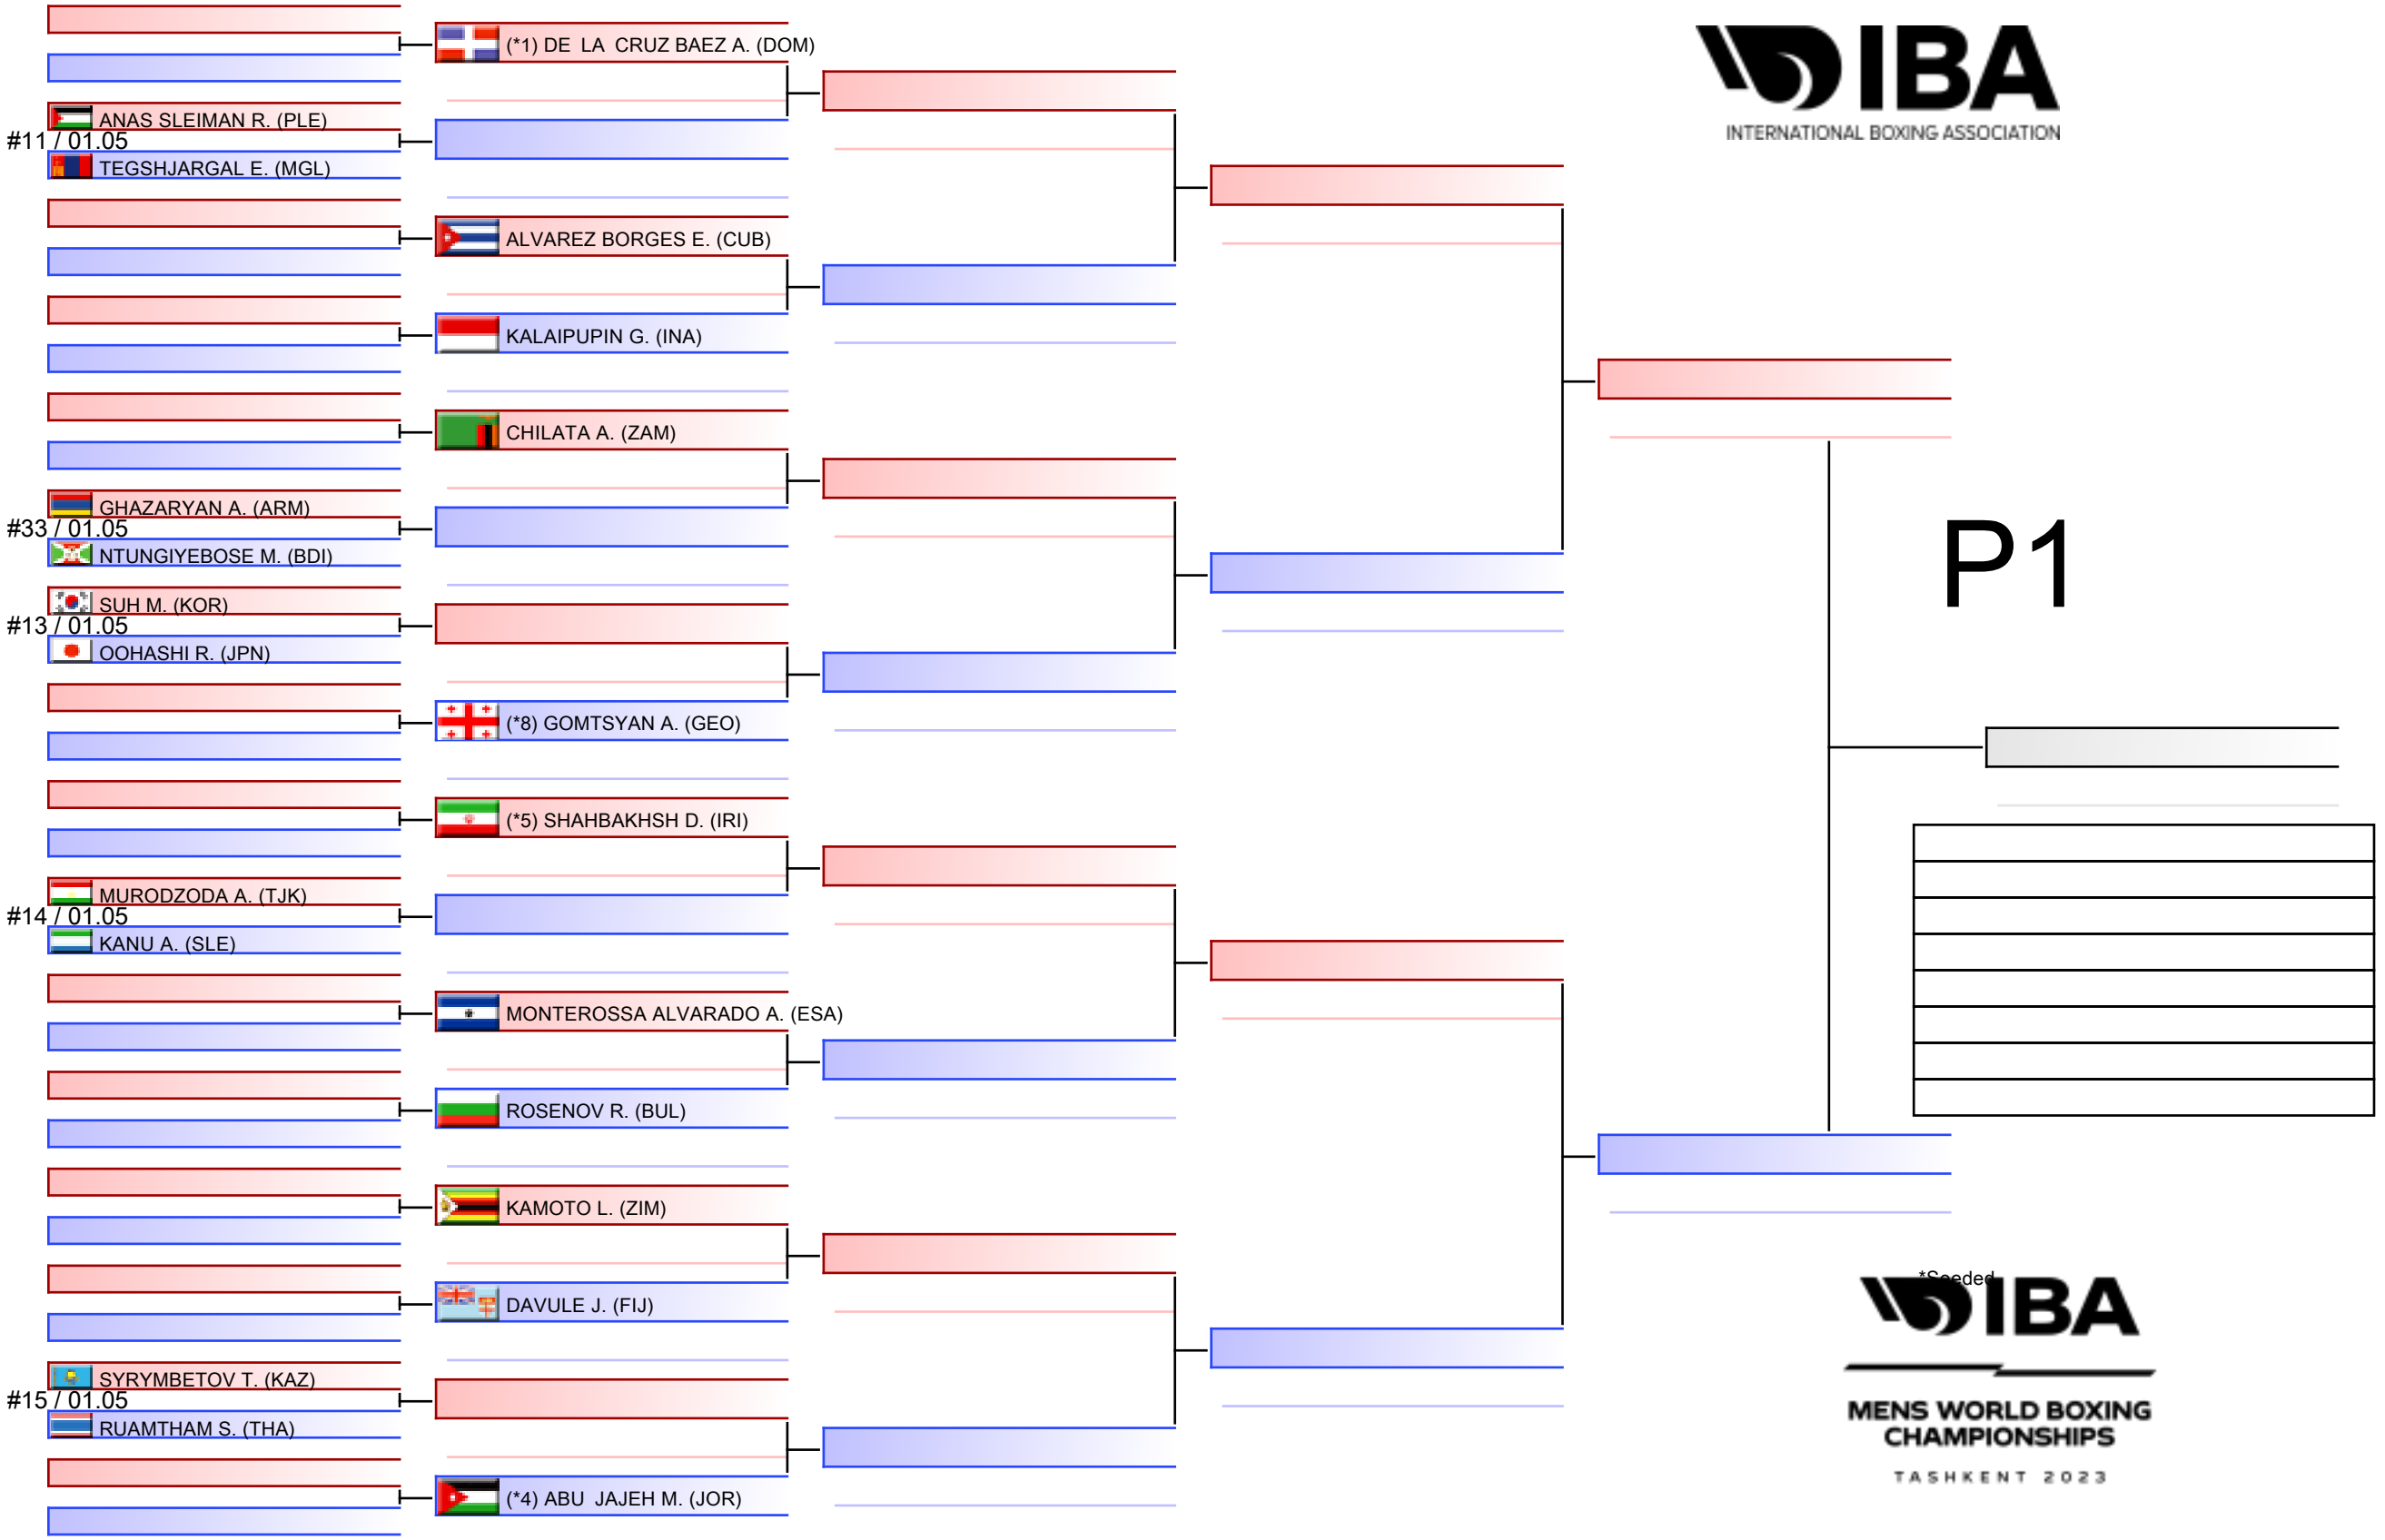 (*1) DE LA CRUZ BAEZ A. (DOM)
IBA
INTERNATIONAL BOXING ASSOCIATION
ANAS SLEIMAN R. (PLE)
#11 / 01.05
TEGSHJARGAL E. (MGL)
ALVAREZ BORGES E. (CUB)
KALAIPUPIN G. (INA)
CHILATA A. (ZAM)
GHAZARYAN A. (ARM)
#33 / 01.05
NTUNGIYEBOSE M. (BDI)
P1
SUH M. (KOR)
#13 / 01.05
OOHASHI R. (JPN)
(*8) GOMTSYAN A. (GEO)
(*5) SHAHBAKHSH D. (IRI)
MURODZODA A. (TJK)
#14 / 01.05
KANU A. (SLE)
MONTEROSSA ALVARADO A. (ESA)
ROSENOV R. (BUL)
KAMOTO L. (ZIM)
DAVULE J. (FIJ)
*Seeded
IBA
SYRYMBETOV T. (KAZ)
#15 / 01.05
RUAMTHAM S. (THA)
MENS WORLD BOXING
CHAMPIONSHIPS
TASHKENT 2023
(*4) ABU JAJEH M. (JOR)